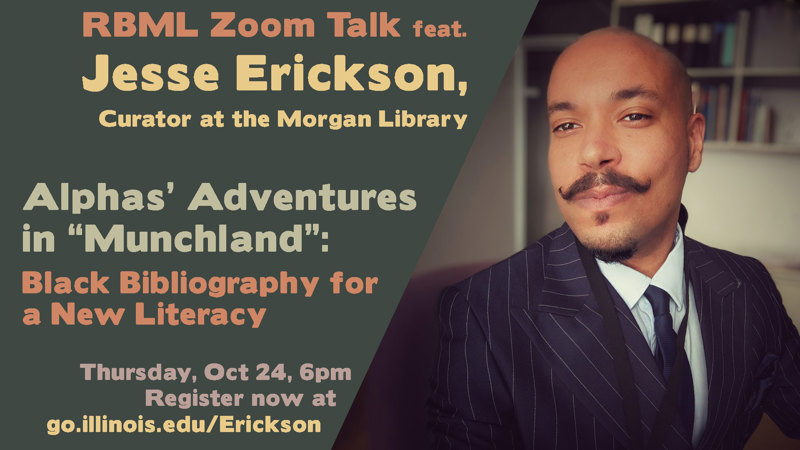 RBML Zoom Talk feat.
Jesse Erickson,
Curator at the Morgan Library
Alphas’ Adventures
in “Munchland”:
Black Bibliography for
a New Literacy
Thursday, Oct 24, 6pm
Register now at
go.illinois.edu/Erickson